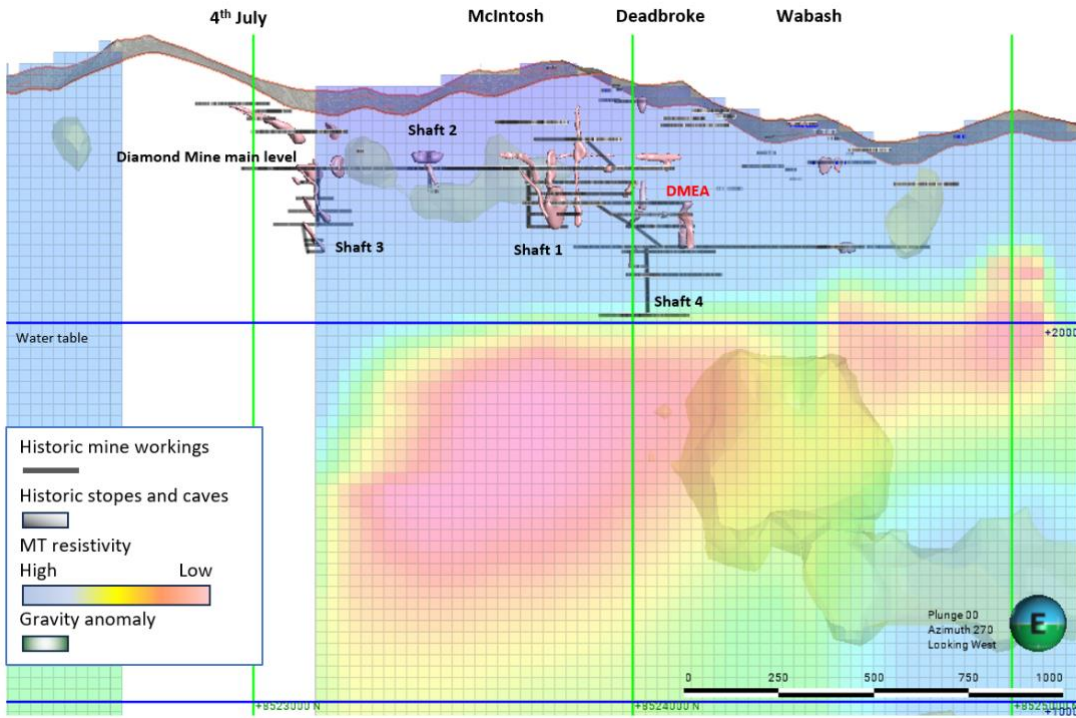 4th July McIntosh Deadbroke Wabash
Shaft 2
Diamond Mine main level
DMEA
Shaft 3 Shaft 1
Shaft 4
Water table +2000
Historic mine workings
Historic stopes and caves
MT resistivity
High Low
Gravity anomaly
Plunge 00
Azimuth 270
Looking West
E
0 250 500 750 1000
+8523000 N +8524000 N +8525000 N
+1000